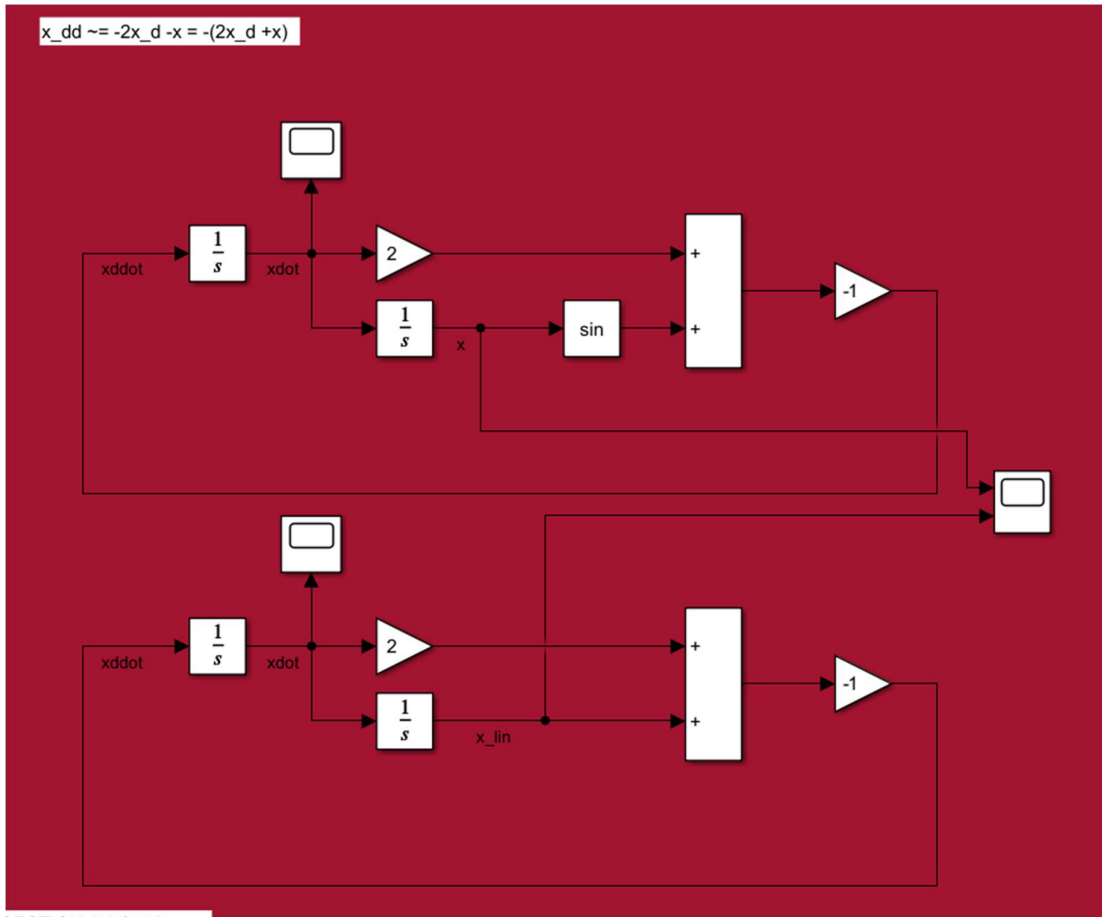 x_dd ~= -2x_d -x = -(2x_d +x)
1
s
xddot
xdot
2
+
-1
1
s
x
sin
+
1
s
xddot
xdot
2
+
-1
1
s
x_lin
+